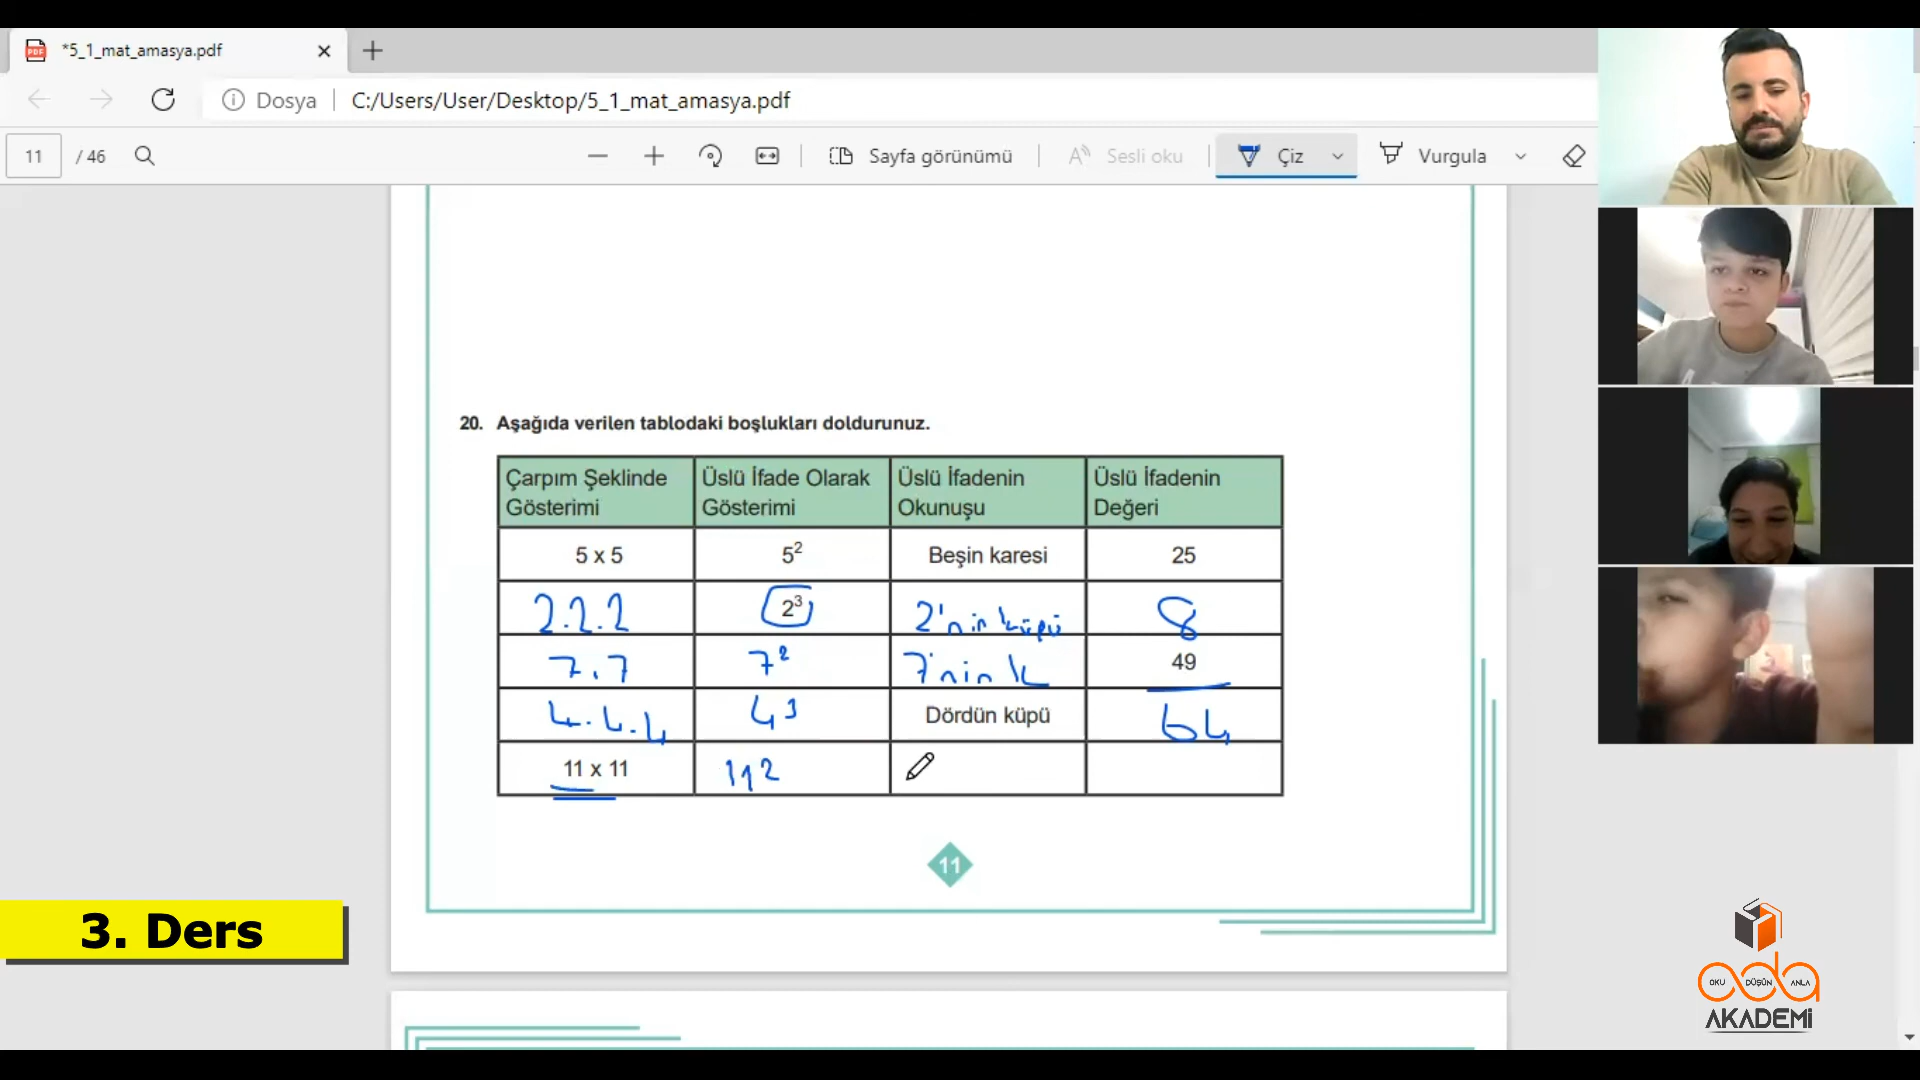 *5_1_mat_amasya.pdf
Dosya C:/Users/User/Desktop/5_1_mat_amasya.pdf
11 / 46 Sayfa görünümü Sesli oku Çiz Vurgula
20. Aşağıda verilen tablodaki boşlukları doldurunuz.
Çarpım Şeklinde Gösterimi Üslü İfade Olarak Gösterimi Üslü İfadenin Okunuşu Üslü İfadenin Değeri
5 x 5 5² Beşin karesi 25
2.2.2 2³ 2'nin küpü 8
7.7 7² 7'nin k 49
4.4.4 4³ Dördün küpü 64
11 x 11 11²
11
3. Ders
OKU DÜŞÜN ANLA
AKADEMİ